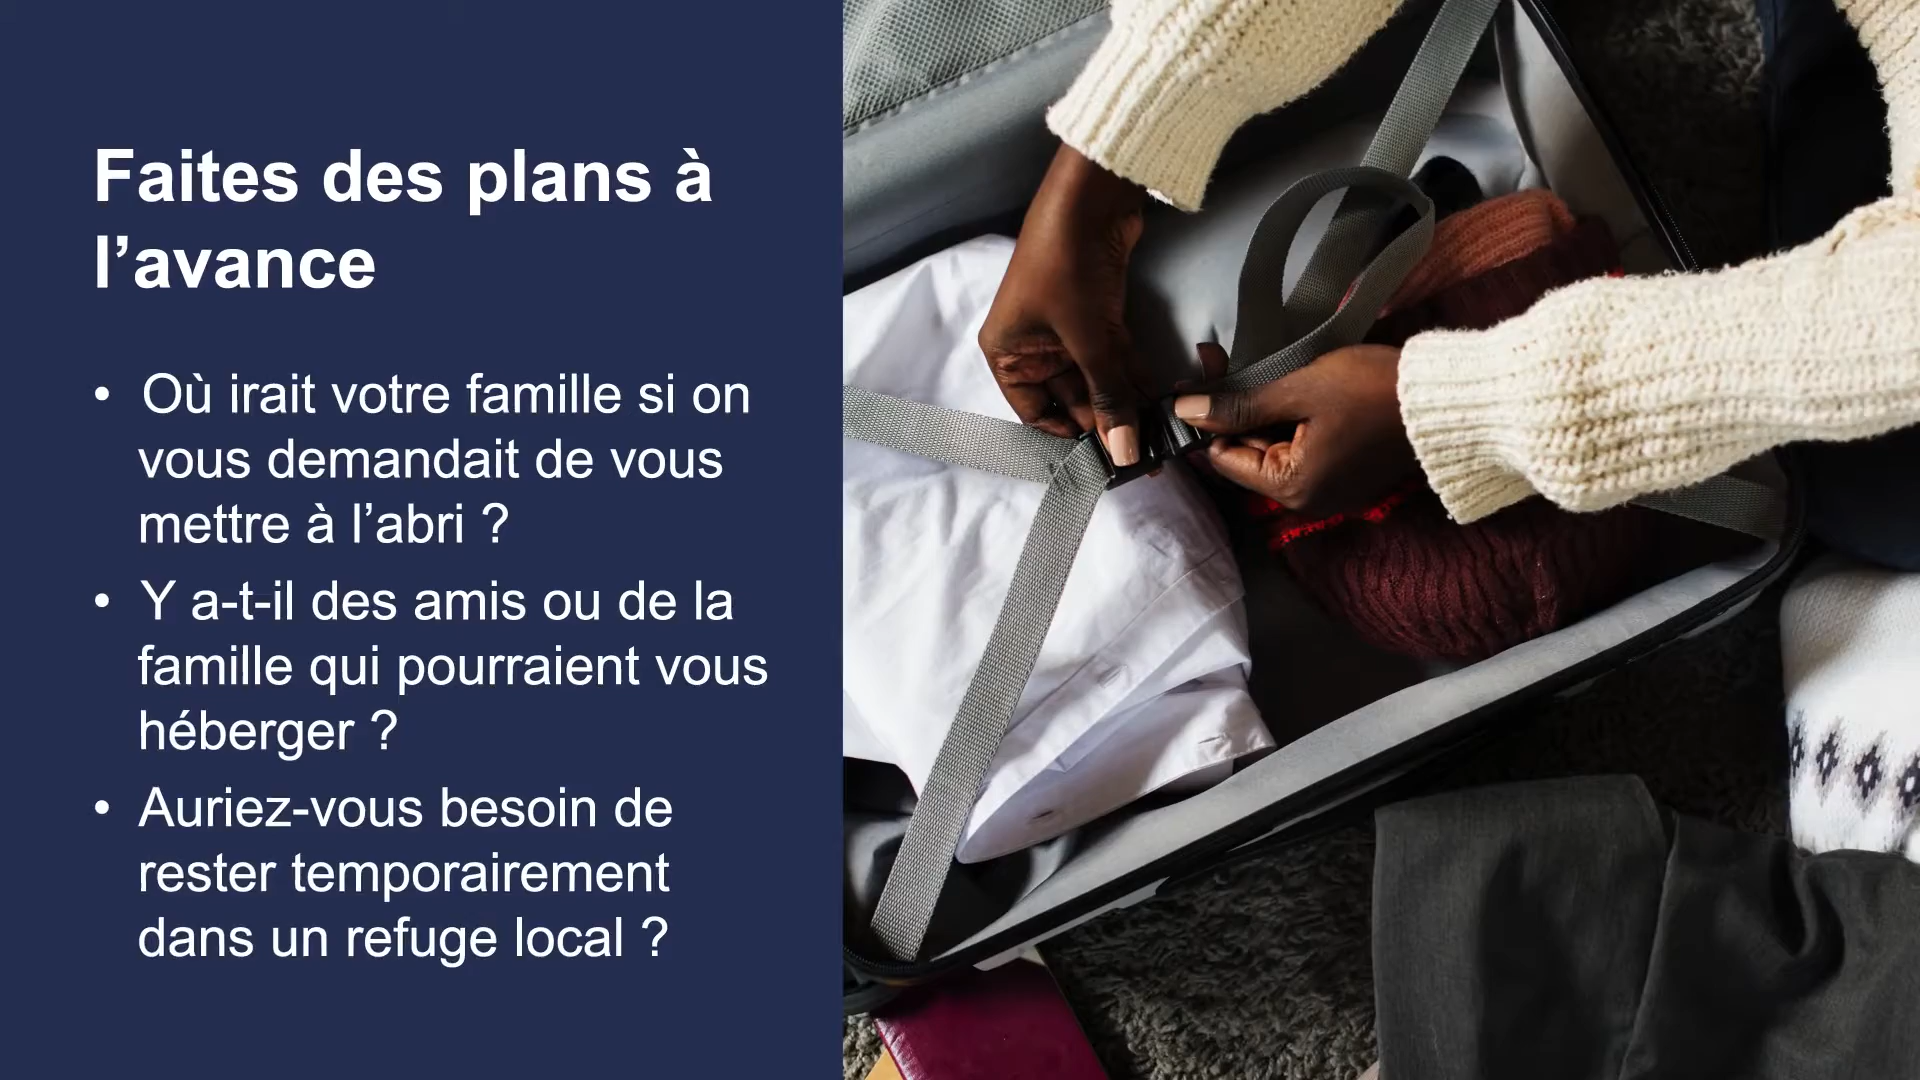 Faites des plans à
l’avance
• Où irait votre famille si on
vous demandait de vous
mettre à l’abri ?
• Y a-t-il des amis ou de la
famille qui pourraient vous
héberger ?
• Auriez-vous besoin de
rester temporairement
dans un refuge local ?